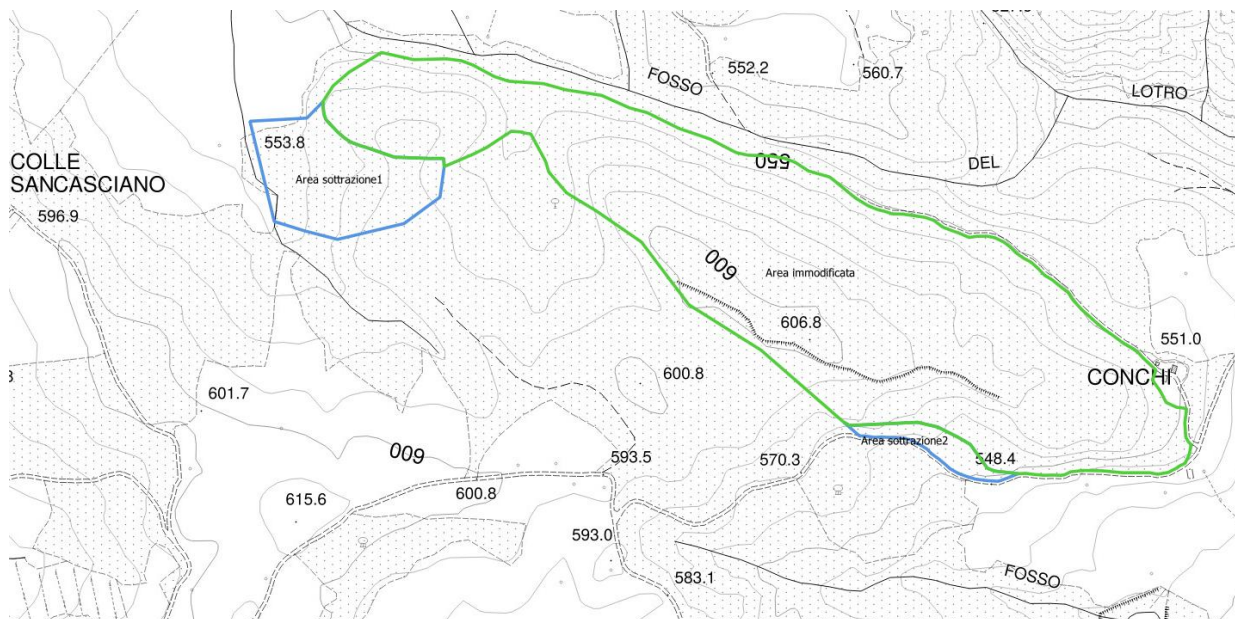 552.2
560.7
FOSSO
LOTRO
553.8
COLLE
SANCASCIANO
596.9
Area sottrazione1
550
DEL
600
Area immodificata
606.8
551.0
CONCHI
600.8
601.7
600
593.5
570.3
Area sottrazione2
548.4
615.6
600.8
593.0
583.1
FOSSO